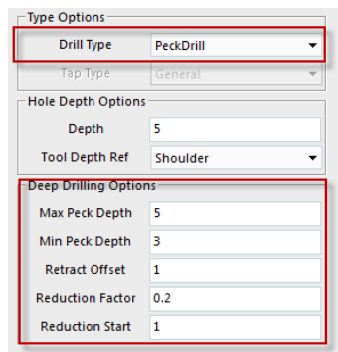 Type Options
Drill Type PeckDrill
Tap Type General
Hole Depth Options
Depth 5
Tool Depth Ref Shoulder
Deep Drilling Options
Max Peck Depth 5
Min Peck Depth 3
Retract Offset 1
Reduction Factor 0.2
Reduction Start 1